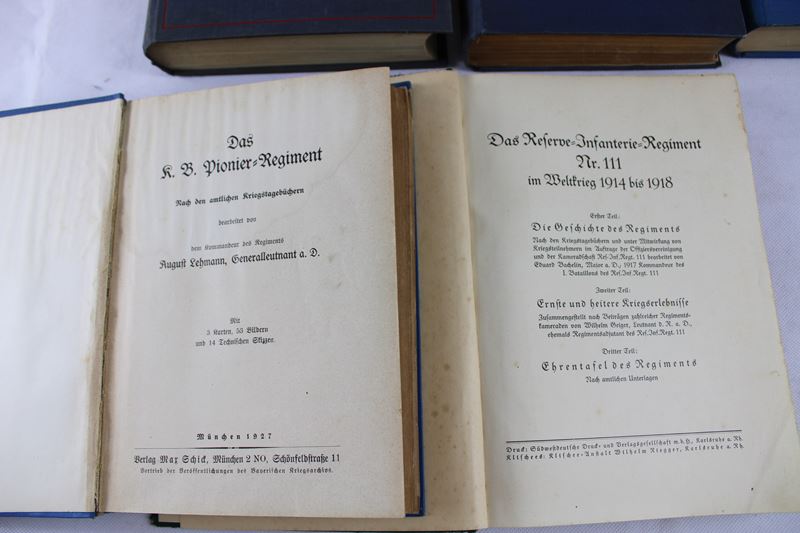 Das
K. B. Pionier-Regiment
Nach den amtlichen Kriegstagebüchern
bearbeitet von
dem Kommandeur des Regiments
August Lehmann, Generalleutnant a. D.
Mit
3 Karten, 53 Bildern
und 14 Technischen Skizzen
München 1927
Verlag Max Schick, München 2 NO, Schönfeldstraße 11
Vertrieb der Veröffentlichungen des Bayerischen Kriegsarchivs.
Das Reserve-Infanterie-Regiment
Nr. 111
im Weltkrieg 1914 bis 1918
Erster Teil:
Die Geschichte des Regiments
Nach den Kriegstagebüchern und unter Mitwirkung von
Kriegsteilnehmern im Auftrage der Offiziersvereinigung
und der Kameradschaft Res.Inf.Regt. 111 bearbeitet von
Eduard Bachelin, Major a. D., 1917 Kommandeur des
I. Bataillons des Res.Inf.Regt. 111
Zweiter Teil:
Ernste und heitere Kriegserlebnisse
Zusammengestellt nach Beiträgen zahlreicher Regiments-
kameraden von Wilhelm Geiger, Leutnant d. R. a. D.,
ehemals Regimentsadjutant des Res.Inf.Regt. 111
Dritter Teil:
Ehrentafel des Regiments
Nach amtlichen Unterlagen
Druck: Südwestdeutsche Druck- und Verlagsgesellschaft m.b.H., Karlsruhe a. Rh.
Klischees: Klischee-Anstalt Wilhelm Riegger, Karlsruhe a. Rh.